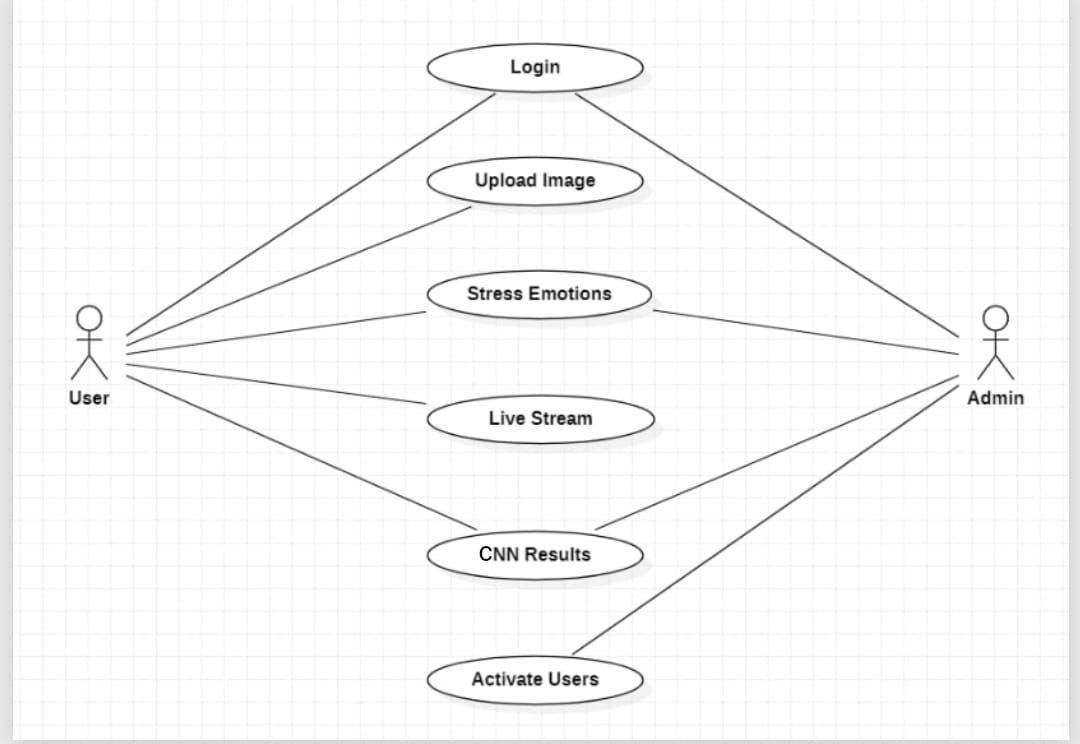 Login
Upload Image
Stress Emotions
User
Admin
Live Stream
CNN Results
Activate Users